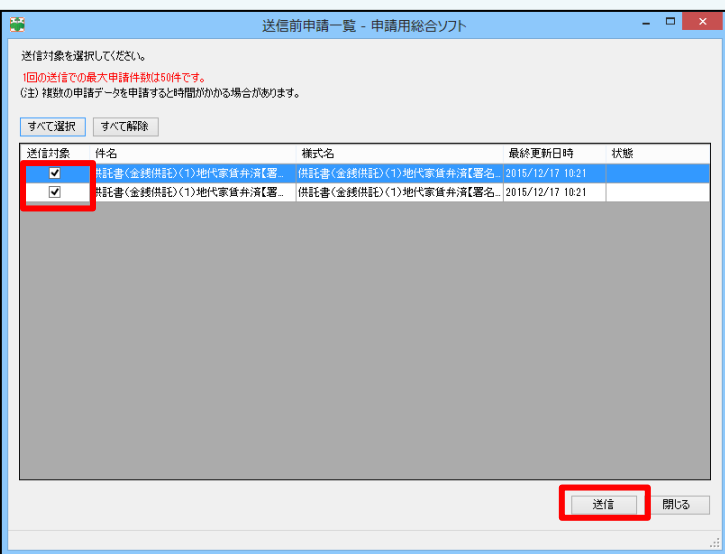 送信前申請一覧 - 申請用総合ソフト
送信対象を選択してください。
1回の送信での最大申請件数は50件です。
(注) 複数の申請データを申請すると時間がかかる場合があります。
すべて選択 すべて解除
送信対象 件名 様式名 最終更新日時 状態
供託書(金銭供託)(1)地代家賃弁済【署... 供託書(金銭供託)(1)地代家賃弁済【署名... 2015/12/17 10:21
供託書(金銭供託)(1)地代家賃弁済【署... 供託書(金銭供託)(1)地代家賃弁済【署名... 2015/12/17 10:21
送信 閉じる